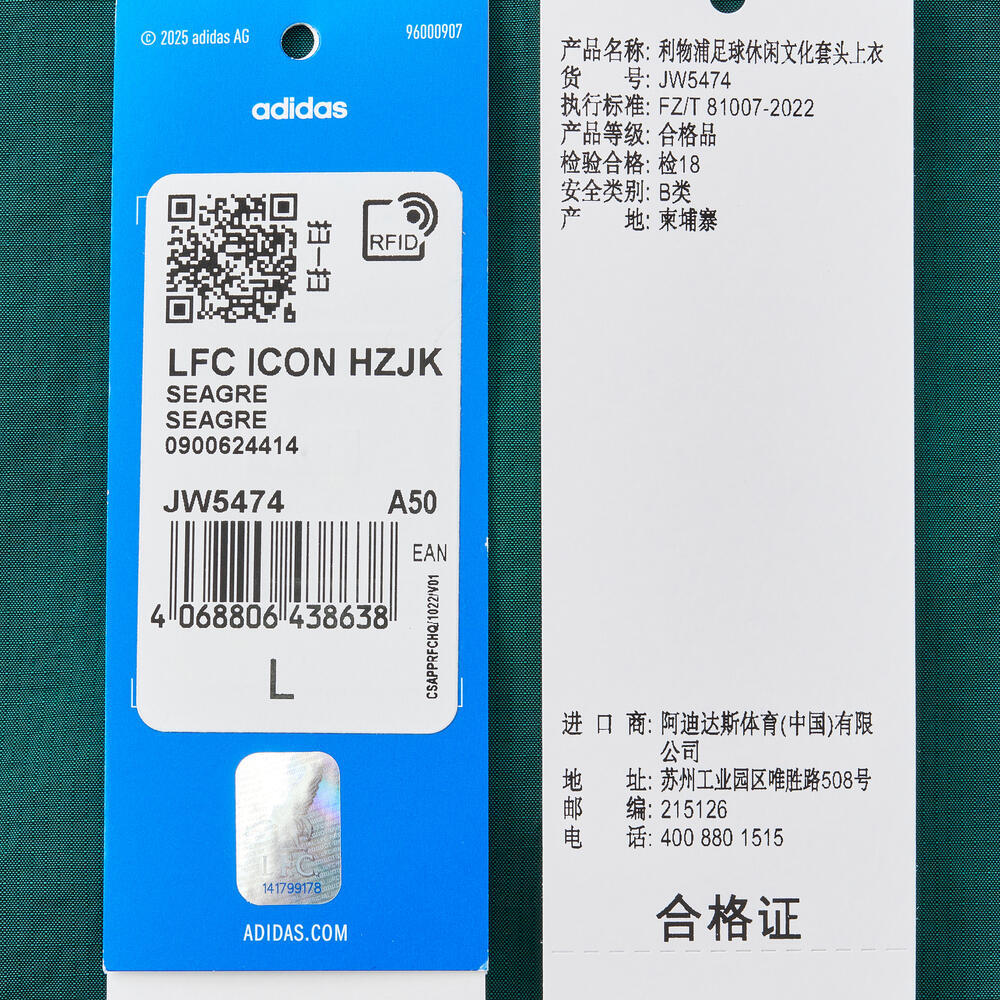 © 2025 adidas AG
96000907
adidas
扫一扫
RFID
LFC ICON HZJK
SEAGRE
SEAGRE
0900624414
JW5474 A50
EAN
4 068806 438638
CSAPPRFCHQ/1022/V01
L
L.F.C.
141799178
ADIDAS.COM
产品名称: 利物浦足球休闲文化套头上衣
货 号: JW5474
执行标准: FZ/T 81007-2022
产品等级: 合格品
检验合格: 检18
安全类别: B类
产 地: 柬埔寨
进 口 商: 阿迪达斯体育(中国)有限
公司
地 址: 苏州工业园区唯胜路508号
邮 编: 215126
电 话: 400 880 1515
合格证